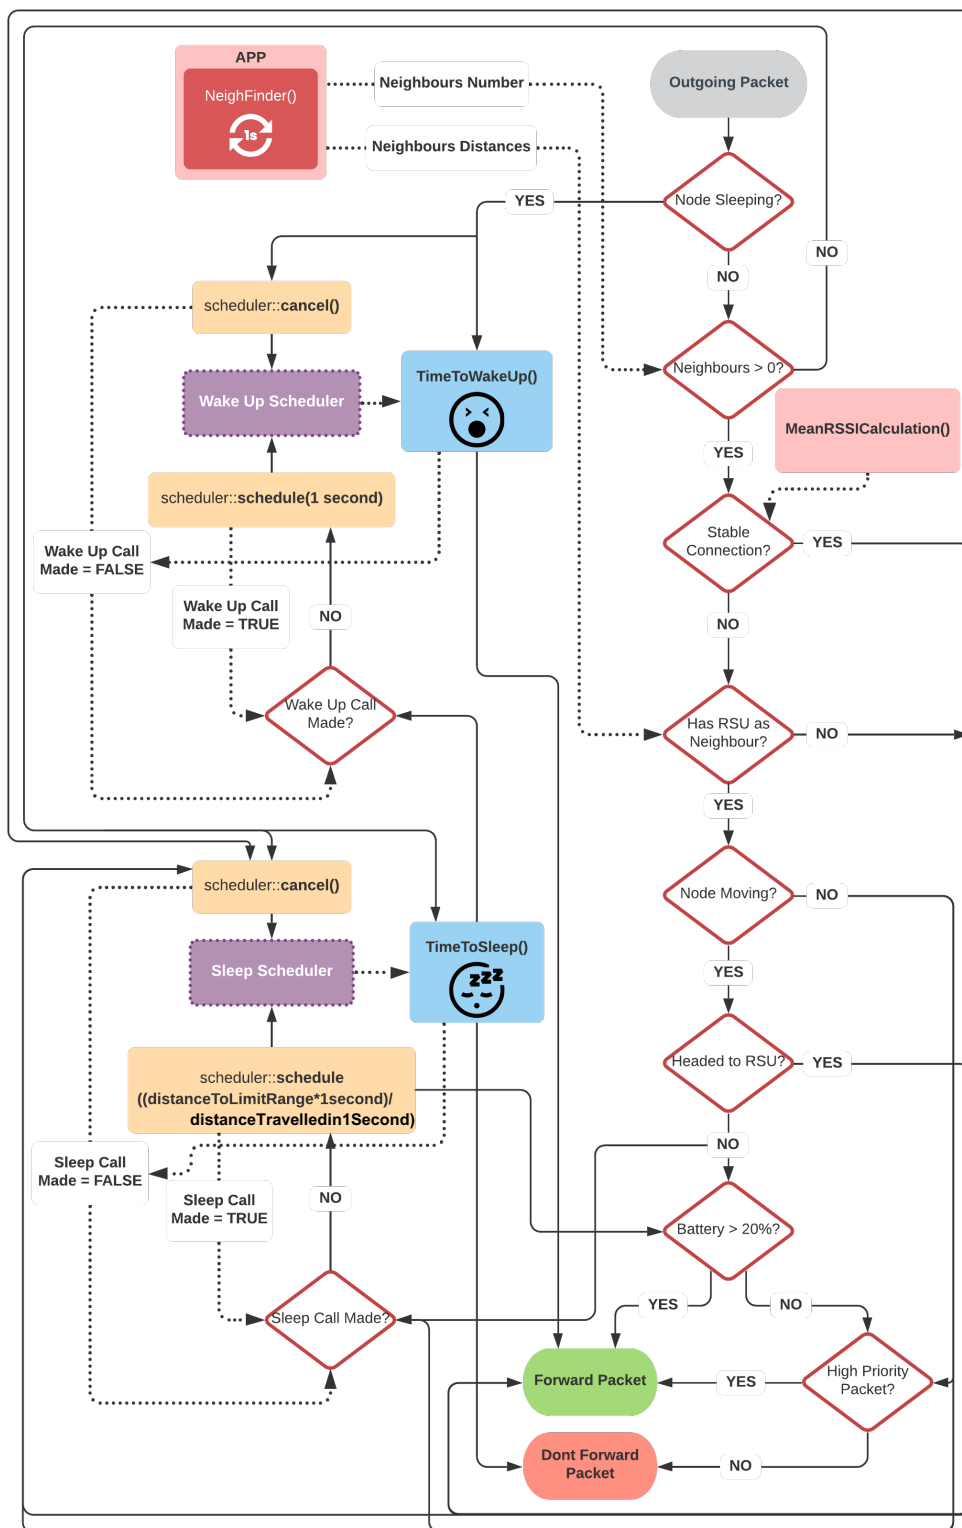 APP
NeighFinder()
1s
Neighbours Number
Neighbours Distances
Outgoing Packet
Node Sleeping?
YES
NO
NO
scheduler::cancel()
Neighbours > 0?
TimeToWakeUp()
Wake Up Scheduler
MeanRSSICalculation()
YES
scheduler::schedule(1 second)
Stable
Connection?
YES
Wake Up Call
Made = FALSE
Wake Up Call
Made = TRUE
NO
NO
Wake Up Call
Made?
Has RSU as
Neighbour?
NO
YES
scheduler::cancel()
Node Moving?
NO
TimeToSleep()
Sleep Scheduler
zzz
YES
scheduler::schedule
((distanceToLimitRange*1second)/
distanceTravelledin1Second)
Headed to RSU?
YES
NO
Sleep Call
Made = FALSE
Sleep Call
Made = TRUE
NO
Battery > 20%?
YES
NO
Sleep Call Made?
Forward Packet
YES
High Priority
Packet?
Dont Forward
Packet
NO